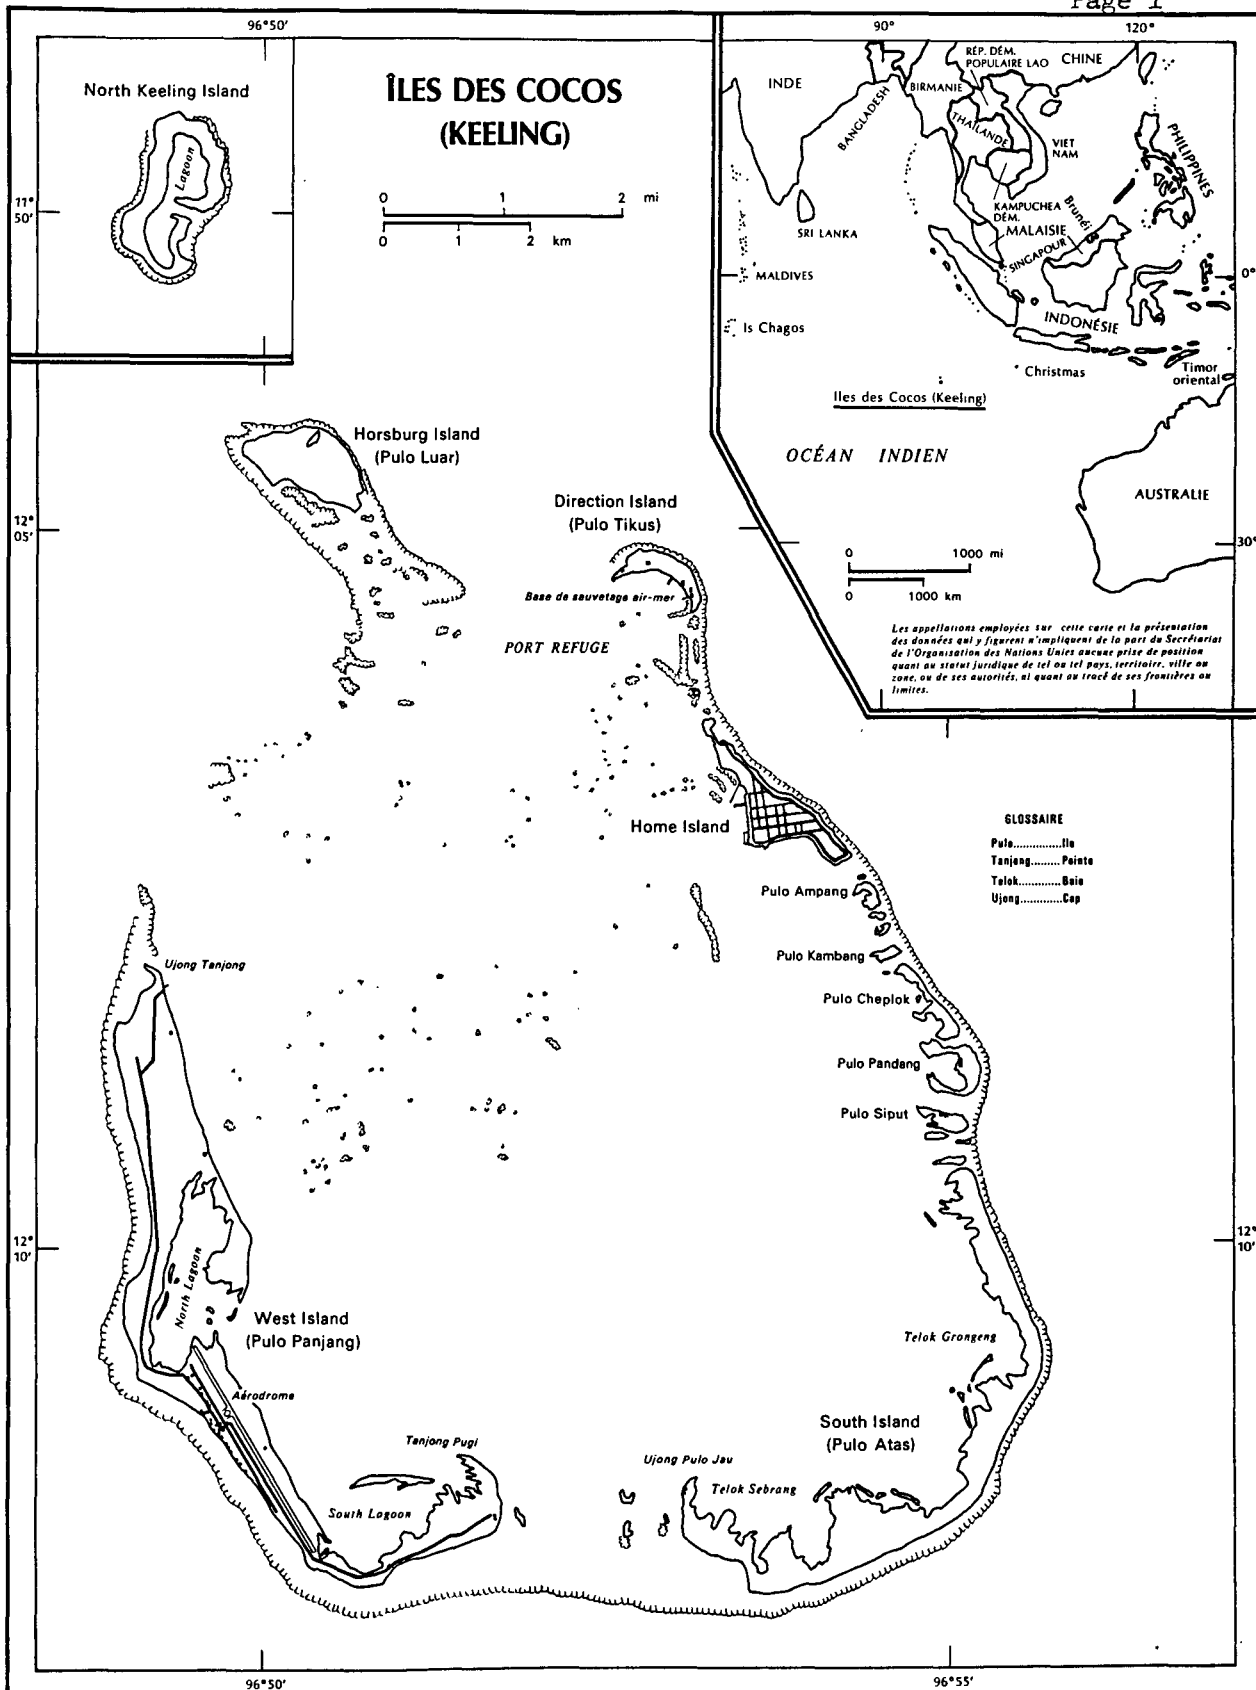 Page 1
96°50'
North Keeling Island
Lagoon
11°
50'
ÎLES DES COCOS
(KEELING)
0 1 2 mi
0 1 2 km
90°
120°
INDE
BANGLADESH
BIRMANIE
RÉP. DÉM.
POPULAIRE LAO
CHINE
THAÏLANDE
VIET
NAM
PHILIPPINES
KAMPUCHEA
DÉM.
SRI LANKA
MALAISIE
Brunéi
SINGAPOUR
MALDIVES
0°
INDONÉSIE
Is Chagos
Christmas
Timor
oriental
Iles des Cocos (Keeling)
OCÉAN INDIEN
AUSTRALIE
30°
0 1000 mi
0 1000 km
Les appellations employées sur cette carte et la présentation
des données qui y figurent n'impliquent de la part du Secrétariat
de l'Organisation des Nations Unies aucune prise de position
quant au statut juridique de tel ou tel pays, territoire, ville ou
zone, ou de ses autorités, ni quant au tracé de ses frontières ou
limites.
Horsburg Island
(Pulo Luar)
12°
05'
Direction Island
(Pulo Tikus)
Base de sauvetage air-mer
PORT REFUGE
Home Island
GLOSSAIRE
Pulo..............Ile
Tanjong.........Pointe
Telok.............Baie
Ujong.............Cap
Pulo Ampang
Pulo Kambang
Ujong Tanjong
Pulo Cheplok
Pulo Pandang
Pulo Siput
12°
10'
12°
10'
North Lagoon
West Island
(Pulo Panjang)
Telok Grongeng
Aérodrome
South Island
(Pulo Atas)
Tanjong Pugi
Ujong Pulo Jau
Telok Sebrang
South Lagoon
96°50'
96°55'